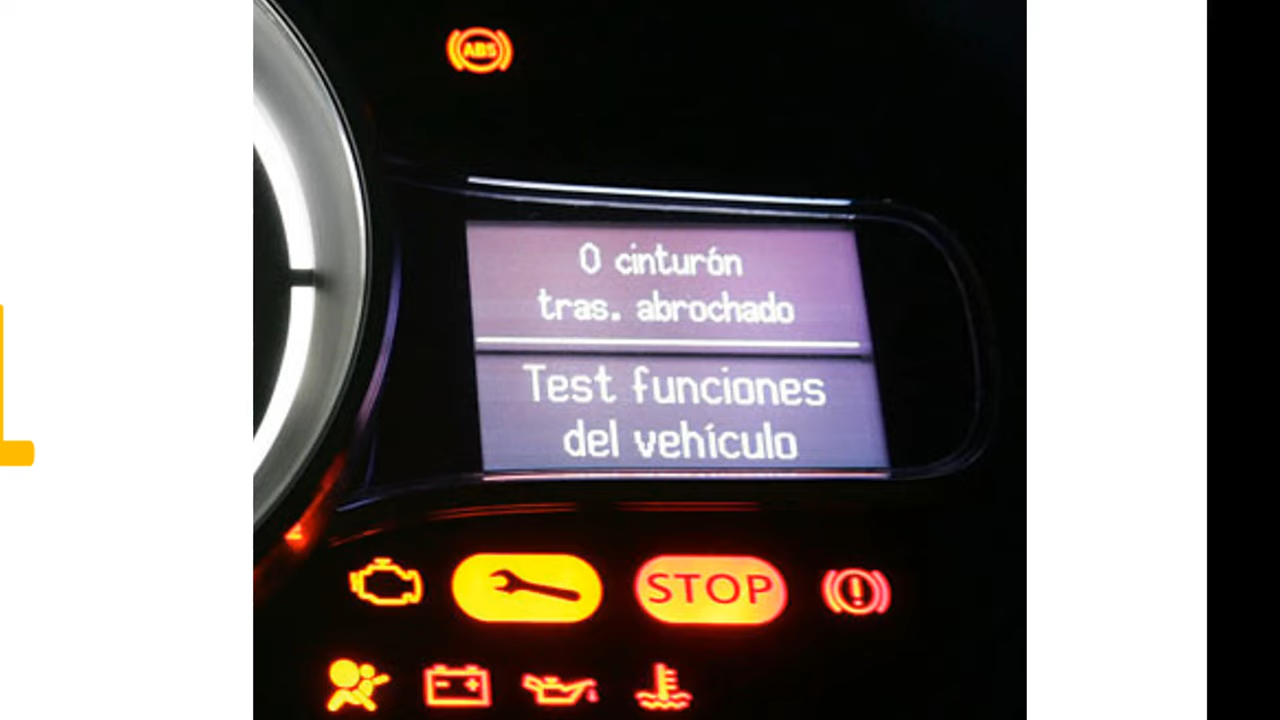 ABS
0 cinturón
tras. abrochado
Test funciones
del vehículo
STOP